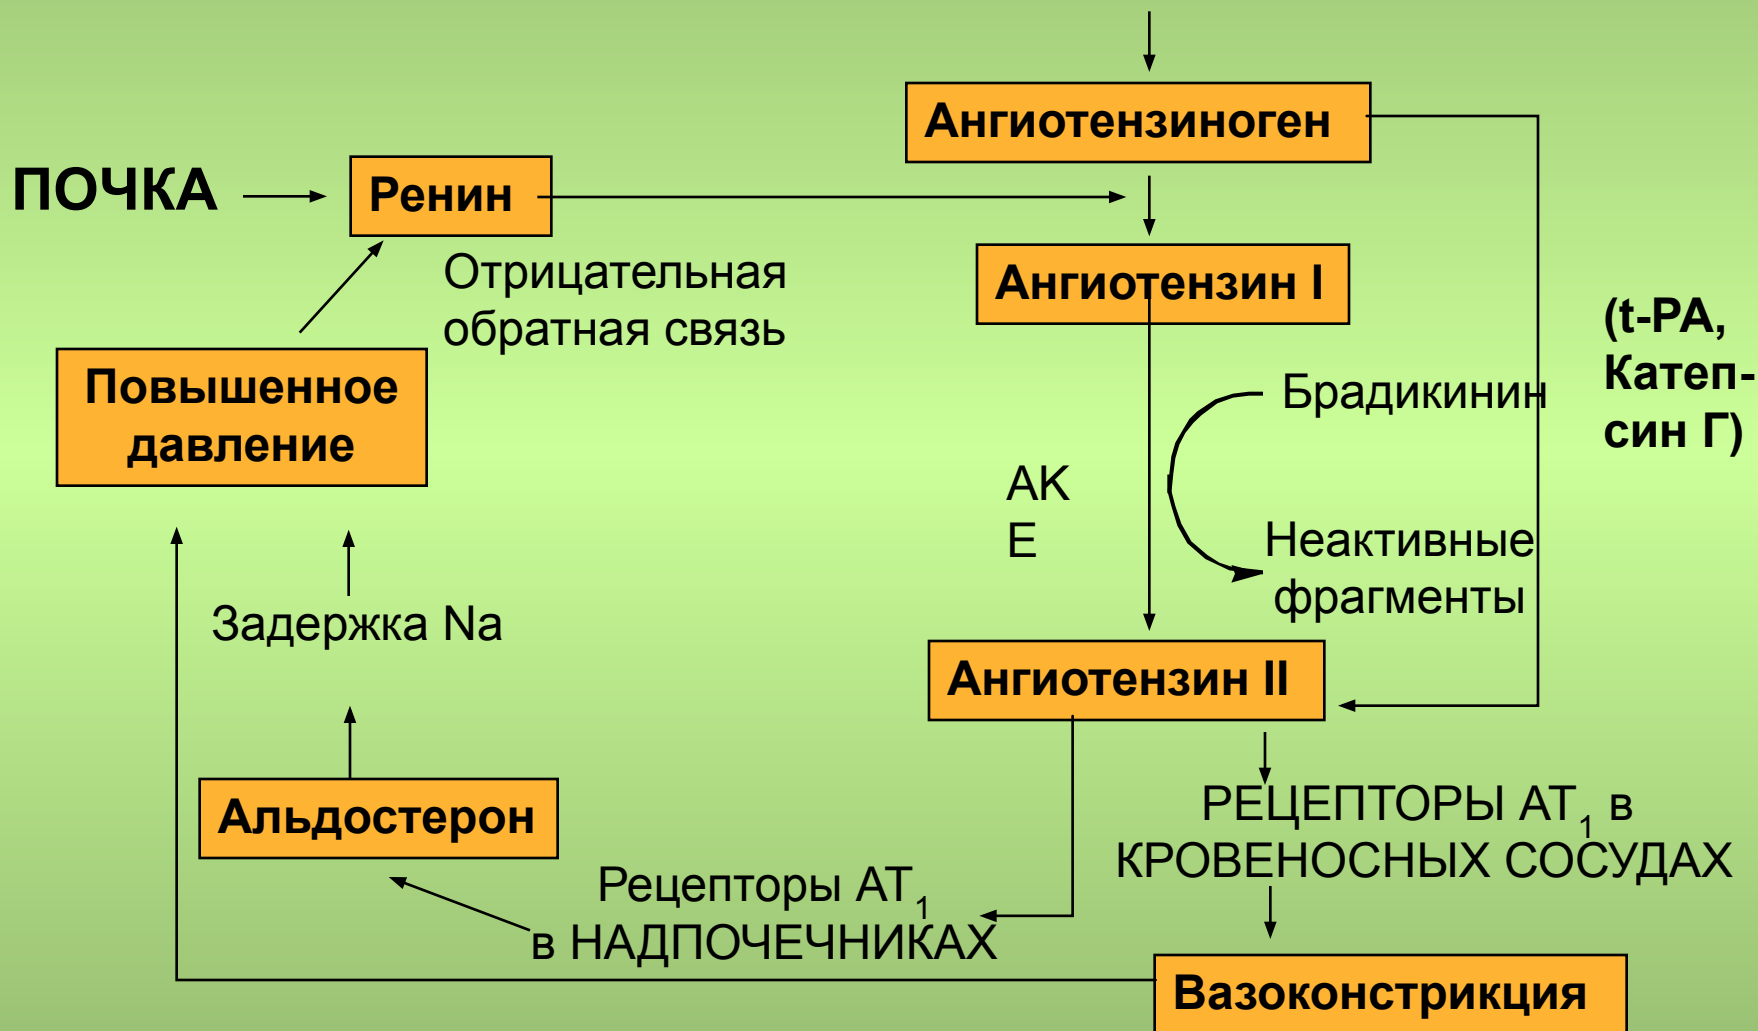 Ангиотензиноген
ПОЧКА
Ренин
Отрицательная
обратная связь
Ангиотензин I
(t-PA,
Катеп-
син Г)
Повышенное
давление
Брадикинин
AK
E
Неактивные
фрагменты
Задержка Na
Ангиотензин II
Альдостерон
РЕЦЕПТОРЫ АТ1 в
КРОВЕНОСНЫХ СОСУДАХ
Рецепторы АТ1
в НАДПОЧЕЧНИКАХ
Вазоконстрикция